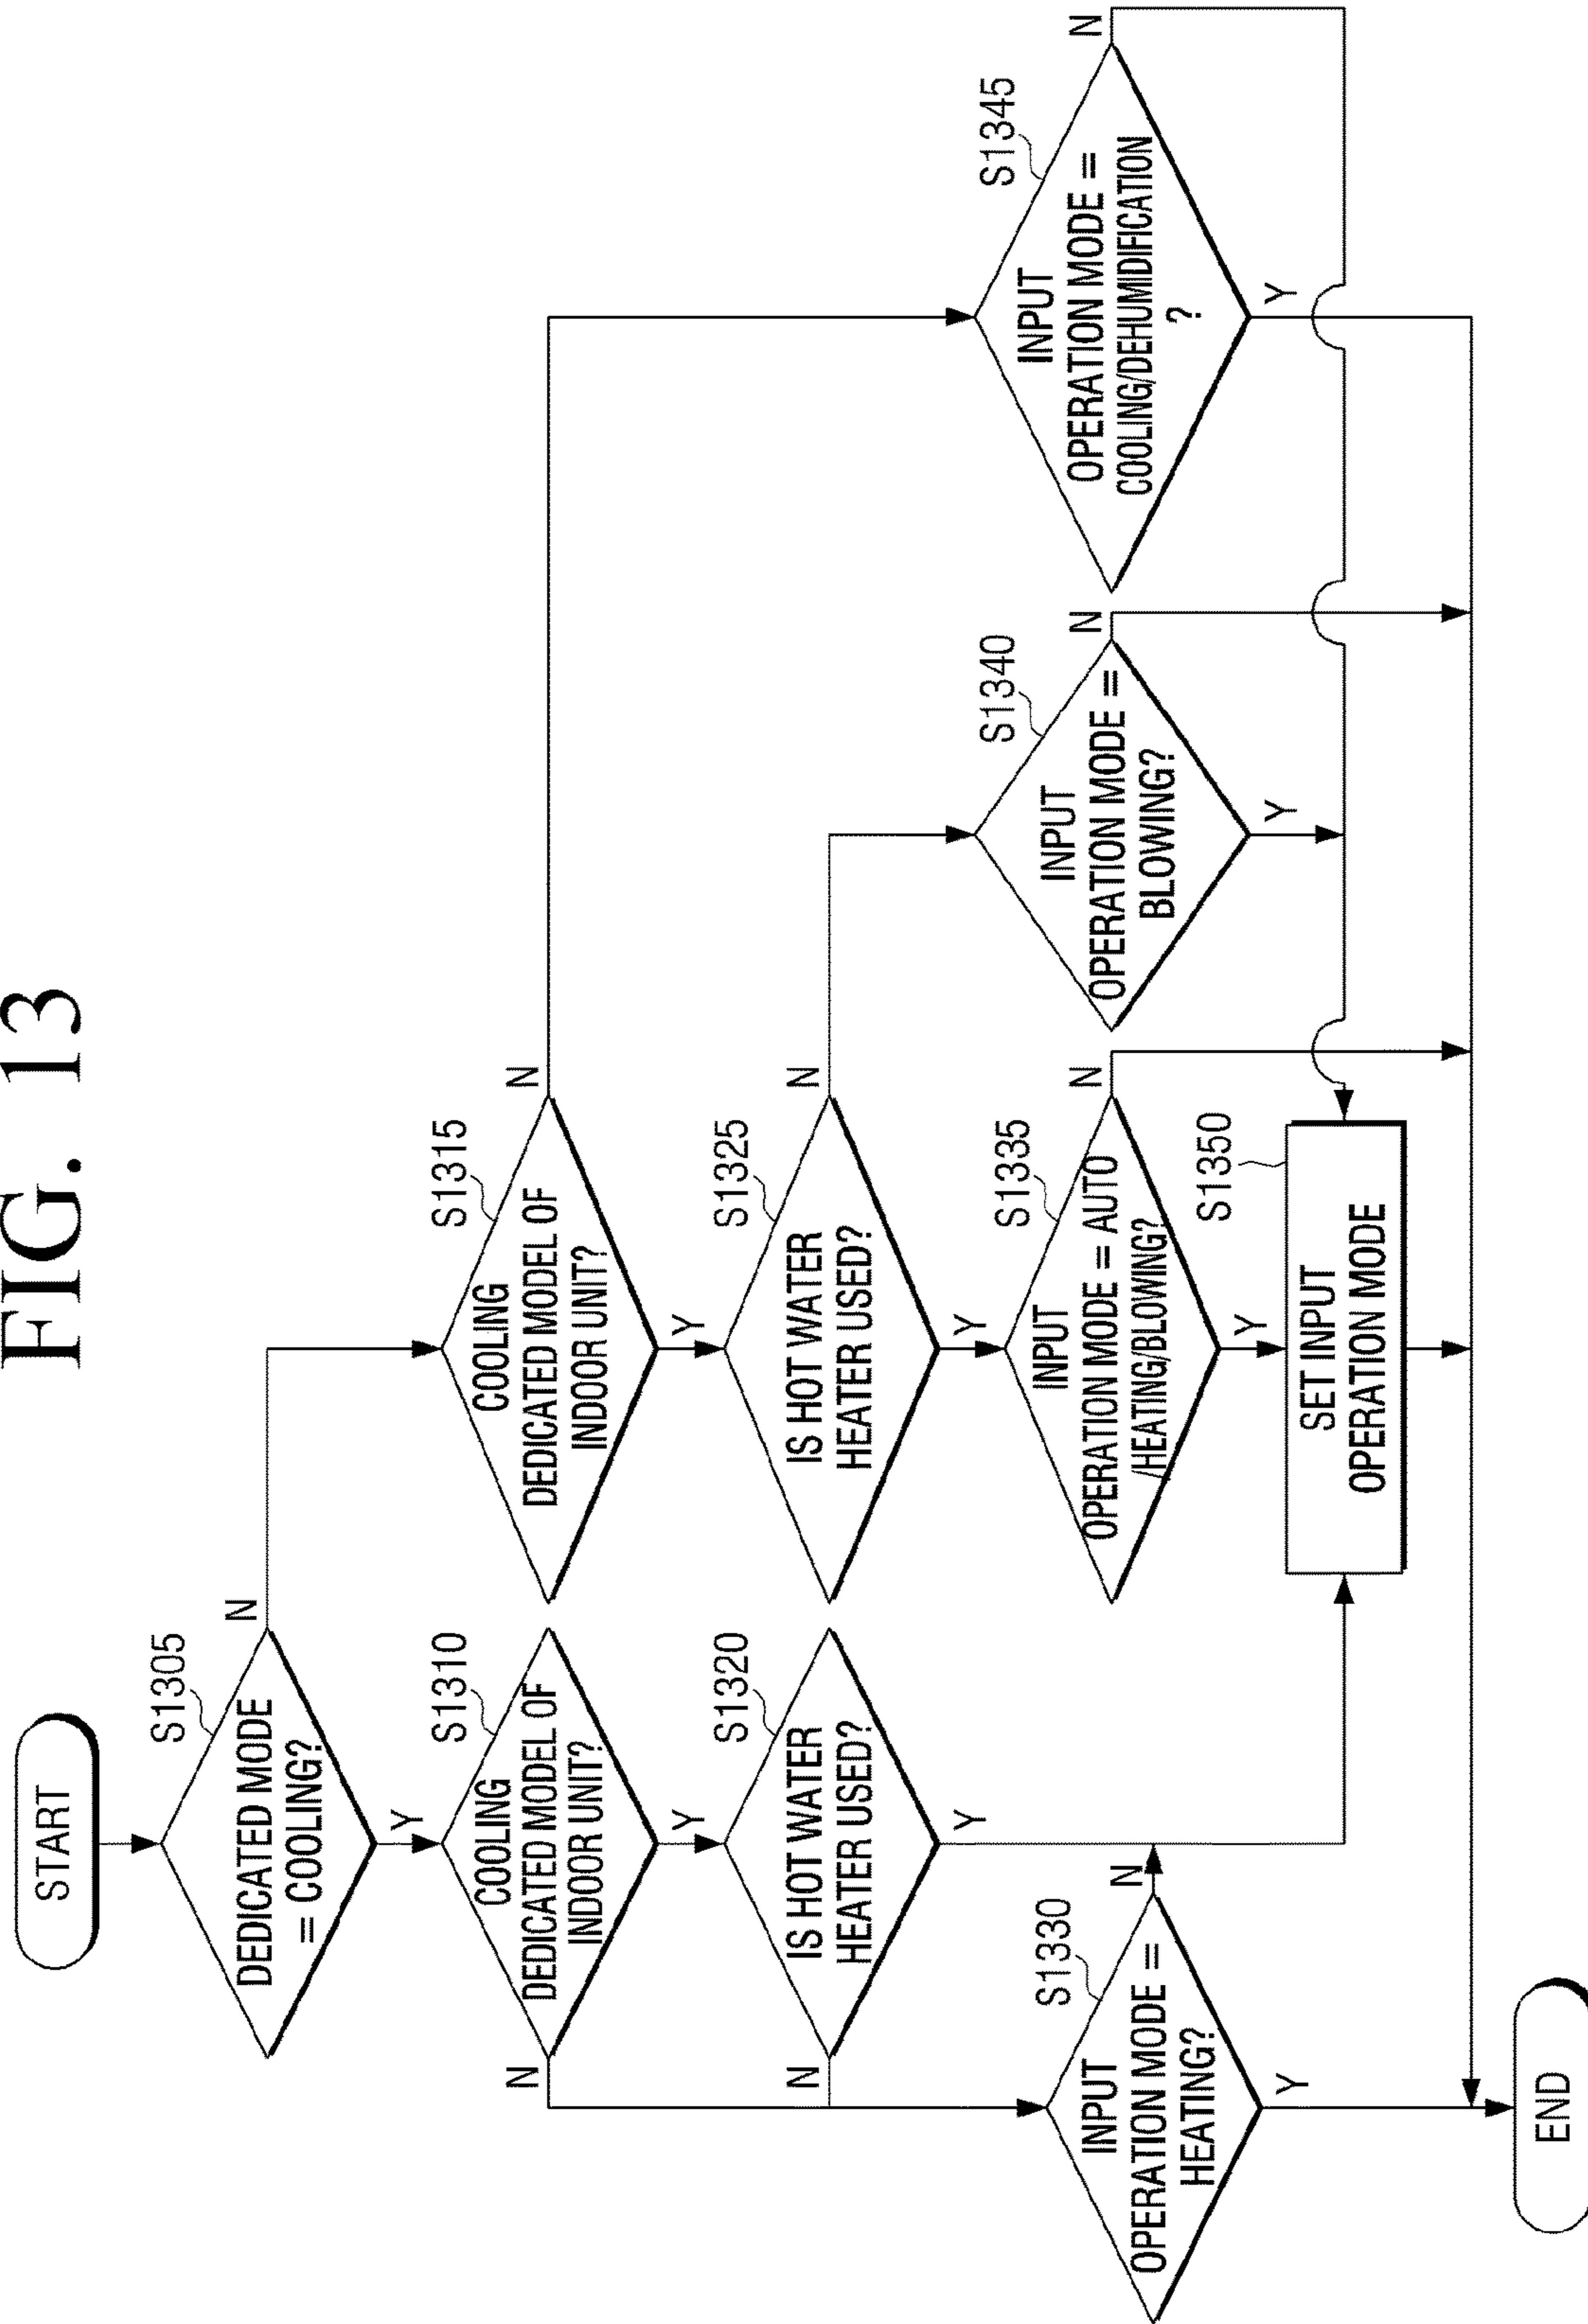 FIG. 13
START
S1305
DEDICATED MODE
= COOLING?
N
Y
S1310
COOLING
DEDICATED MODEL OF
INDOOR UNIT?
N
Y
S1315
COOLING
DEDICATED MODEL OF
INDOOR UNIT?
N
Y
S1320
IS HOT WATER
HEATER USED?
N
Y
S1325
IS HOT WATER
HEATER USED?
N
Y
S1330
INPUT
OPERATION MODE =
HEATING?
N
Y
S1335
INPUT
OPERATION MODE = AUTO
/HEATING/BLOWING?
N
Y
S1340
INPUT
OPERATION MODE =
BLOWING?
N
Y
S1345
INPUT
OPERATION MODE =
COOLING/DEHUMIDIFICATION
?
N
Y
S1350
SET INPUT
OPERATION MODE
END